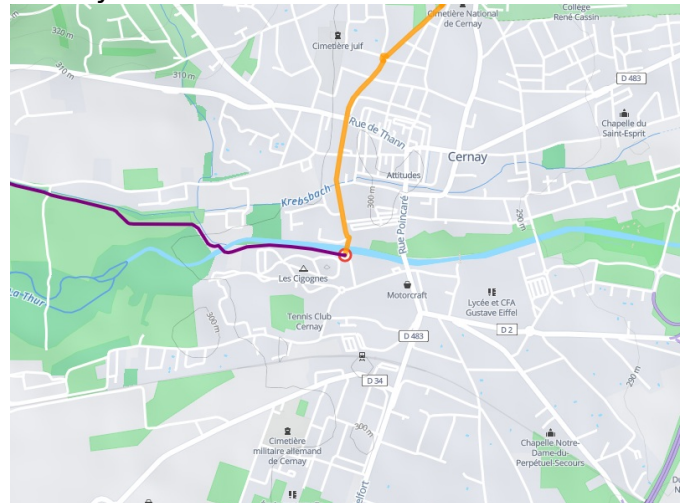 Cimetière National
de Cernay
Collège
René Cassin
320 m
310 m
310 m
Cimetière juif
D 483
Rue de Thann
Chapelle du
Saint-Esprit
Cernay
Attitudes
Krebsbach
300 m
Rue Poincaré
290 m
La Thur
Les Cigognes
Motorcraft
Lycée et CFA
Gustave Eiffel
300 m
Tennis Club
Cernay
D 483
D 2
D 34
290 m
300 m
Cimetière
militaire allemand
de Cernay
Chapelle Notre-
Dame-du-
Perpétuel-Secours